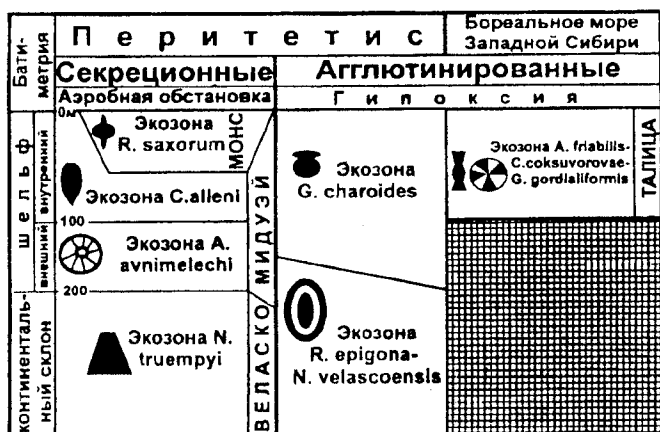 Бати-
метрия
П е р и т е т и с
Бореальное море
Западной Сибири
Секреционные
Агглютинированные
Аэробная обстановка
Г и п о к с и я
0м
Экозона
R. saxorum
МОНС
Экозона C.alleni
100
Экозона A.
avnimelechi
200
Экозона N.
truempyi
ВЕЛАСКО МИДУЭЙ
Экозона
G. charoides
Экозона
R. epigona-
N. velascoensis
Экозона A. friabilis-
C.coksuvorovae-
G. gordialiformis
ТАЛИЦА
шельф
внутренний
внешний
континенталь-
ный склон